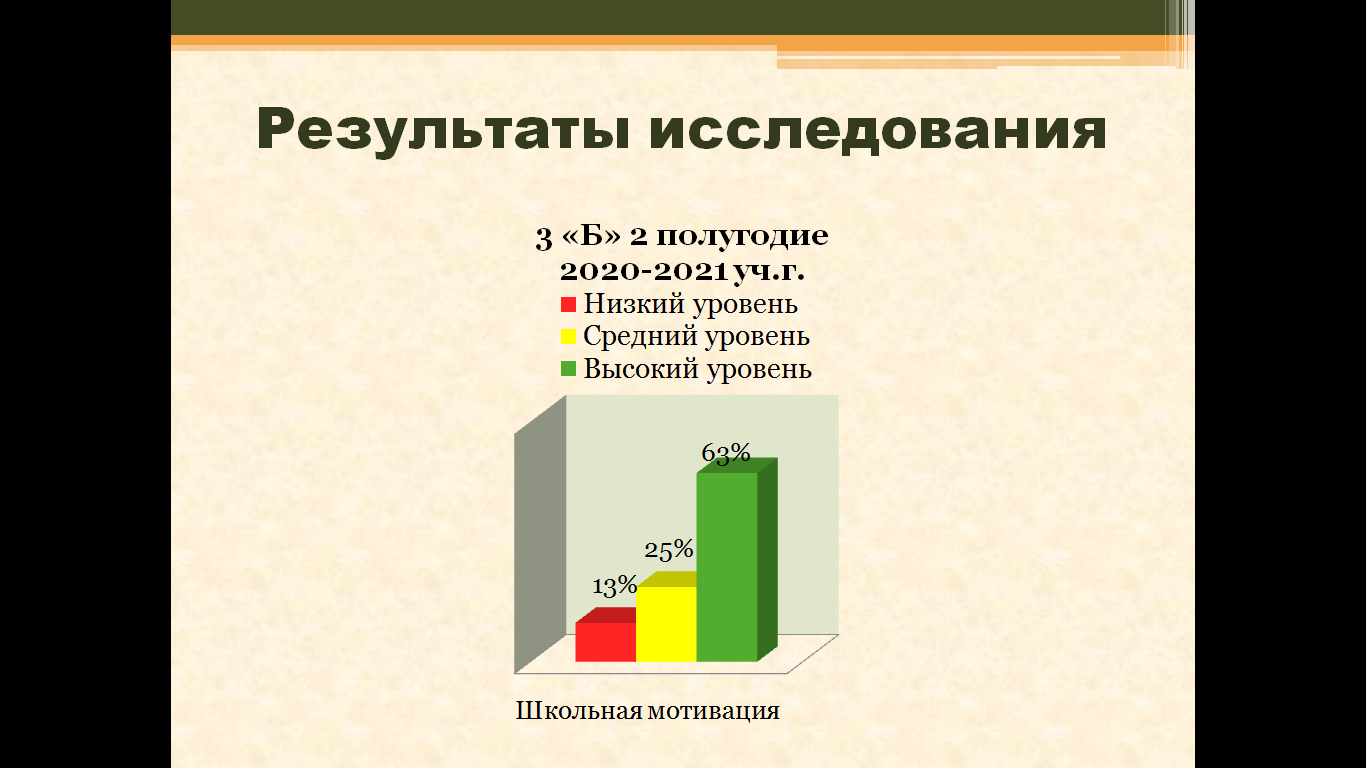 Результаты исследования
3 «Б» 2 полугодие
2020-2021 уч.г.
Низкий уровень
Средний уровень
Высокий уровень
63%
25%
13%
Школьная мотивация